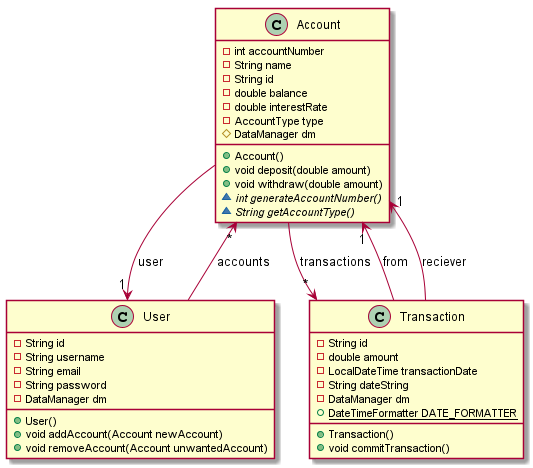 C Account
int accountNumber
String name
String id
double balance
double interestRate
AccountType type
DataManager dm
Account()
void deposit(double amount)
void withdraw(double amount)
int generateAccountNumber()
String getAccountType()
1
*
1
user
accounts
transactions
from
reciever
1
*
C User
String id
String username
String email
String password
DataManager dm
User()
void addAccount(Account newAccount)
void removeAccount(Account unwantedAccount)
C Transaction
String id
double amount
LocalDateTime transactionDate
String dateString
DataManager dm
DateTimeFormatter DATE_FORMATTER
Transaction()
void commitTransaction()